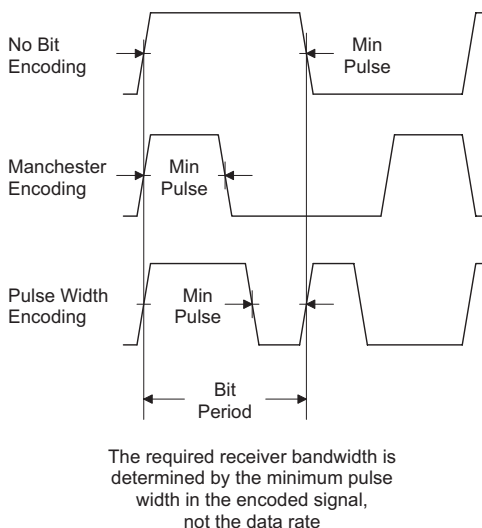 No Bit
Encoding
Min
Pulse
Manchester
Encoding
Min
Pulse
Pulse Width
Encoding
Min
Pulse
Bit
Period
The required receiver bandwidth is
determined by the minimum pulse
width in the encoded signal,
not the data rate